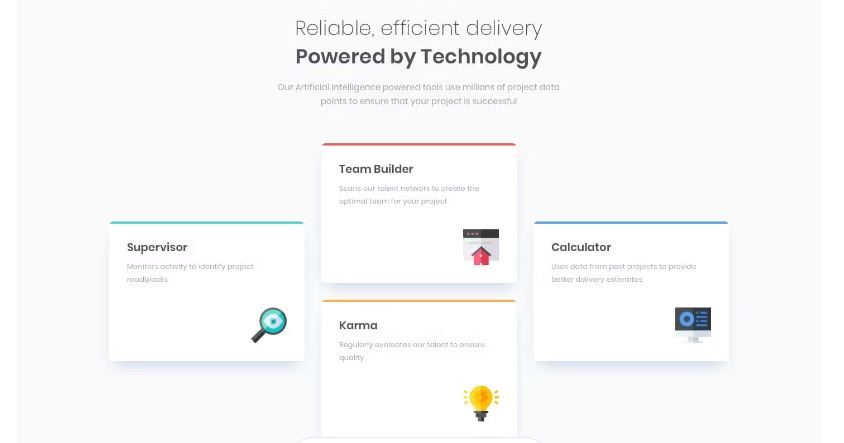 Reliable, efficient delivery
Powered by Technology
Our Artificial Intelligence powered tools use millions of project data
points to ensure that your project is successful
Team Builder
Scans our talent network to create the
optimal team for your project.
Supervisor
Monitors activity to identify project
roadblocks
Calculator
Uses data from past projects to provide
better delivery estimates
Karma
Regularly evaluates our talent to ensure
quality